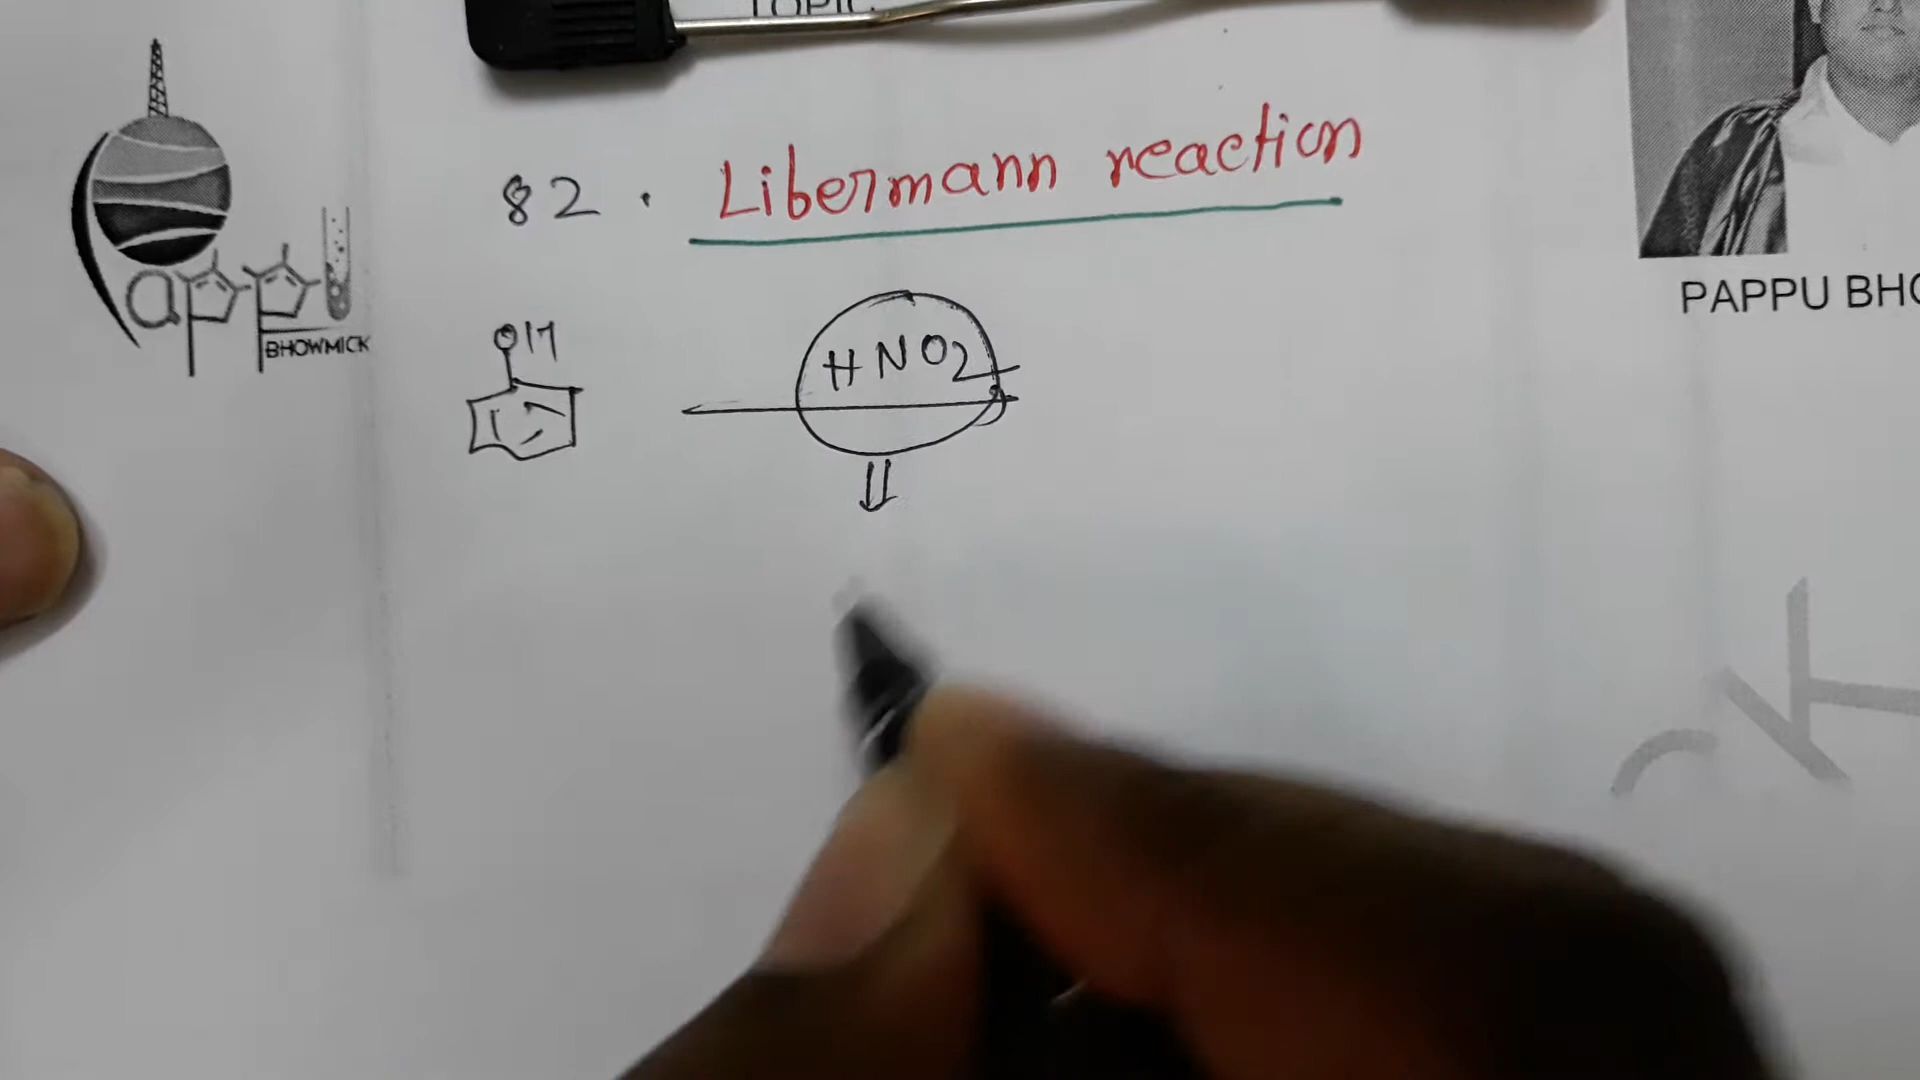 TOPIC
82. Libermann reaction
BHOWMICK
PAPPU BHO
OH
HNO2